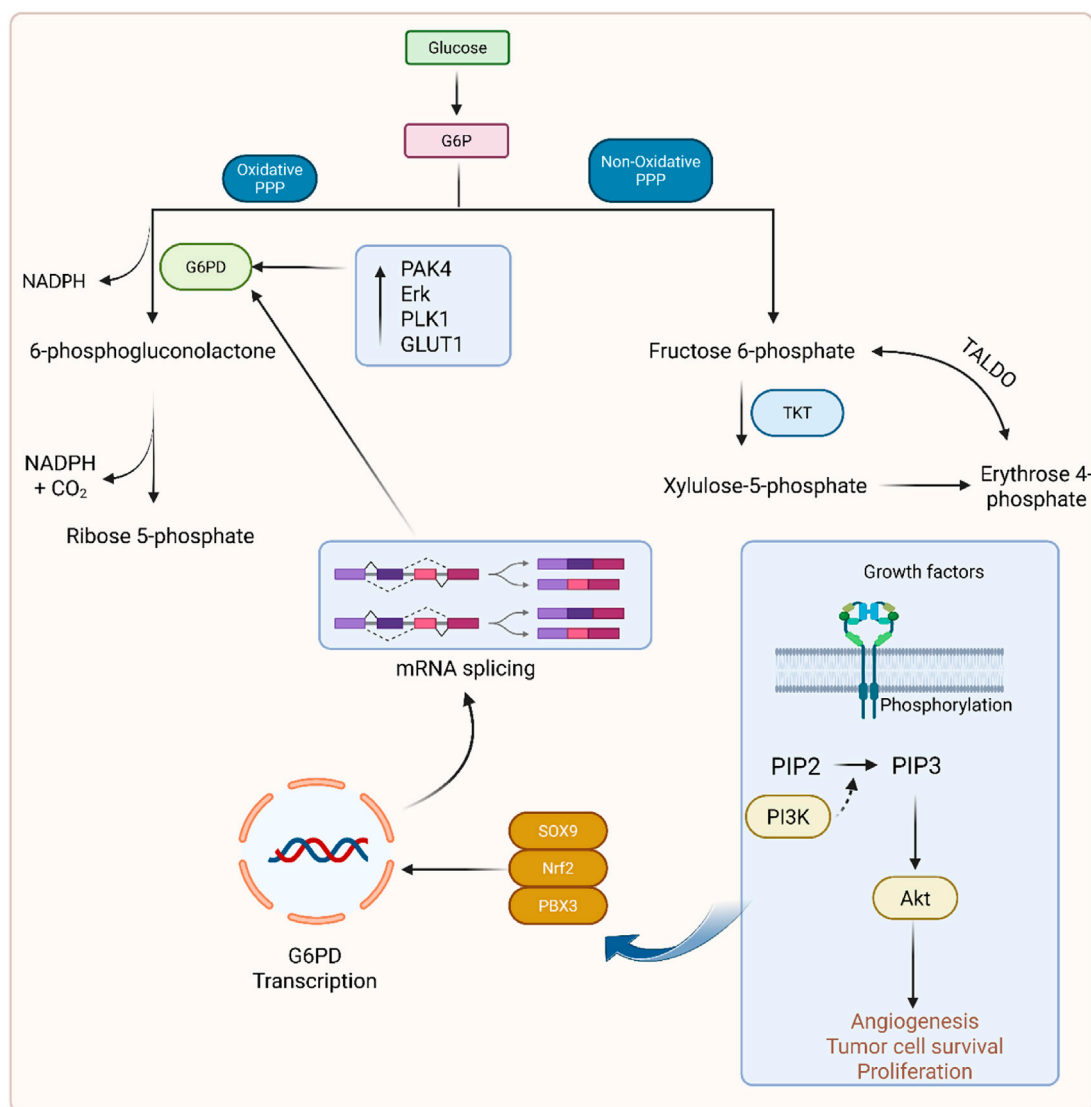 Glucose
G6P
Oxidative
PPP
Non-Oxidative
PPP
NADPH
G6PD
PAK4
Erk
PLK1
GLUT1
6-phosphogluconolactone
Fructose 6-phosphate
TALDO
TKT
NADPH
+ CO₂
Xylulose-5-phosphate
Erythrose 4-
phosphate
Ribose 5-phosphate
mRNA splicing
Growth factors
Phosphorylation
PIP2
PIP3
PI3K
SOX9
Nrf2
PBX3
Akt
G6PD
Transcription
Angiogenesis
Tumor cell survival
Proliferation